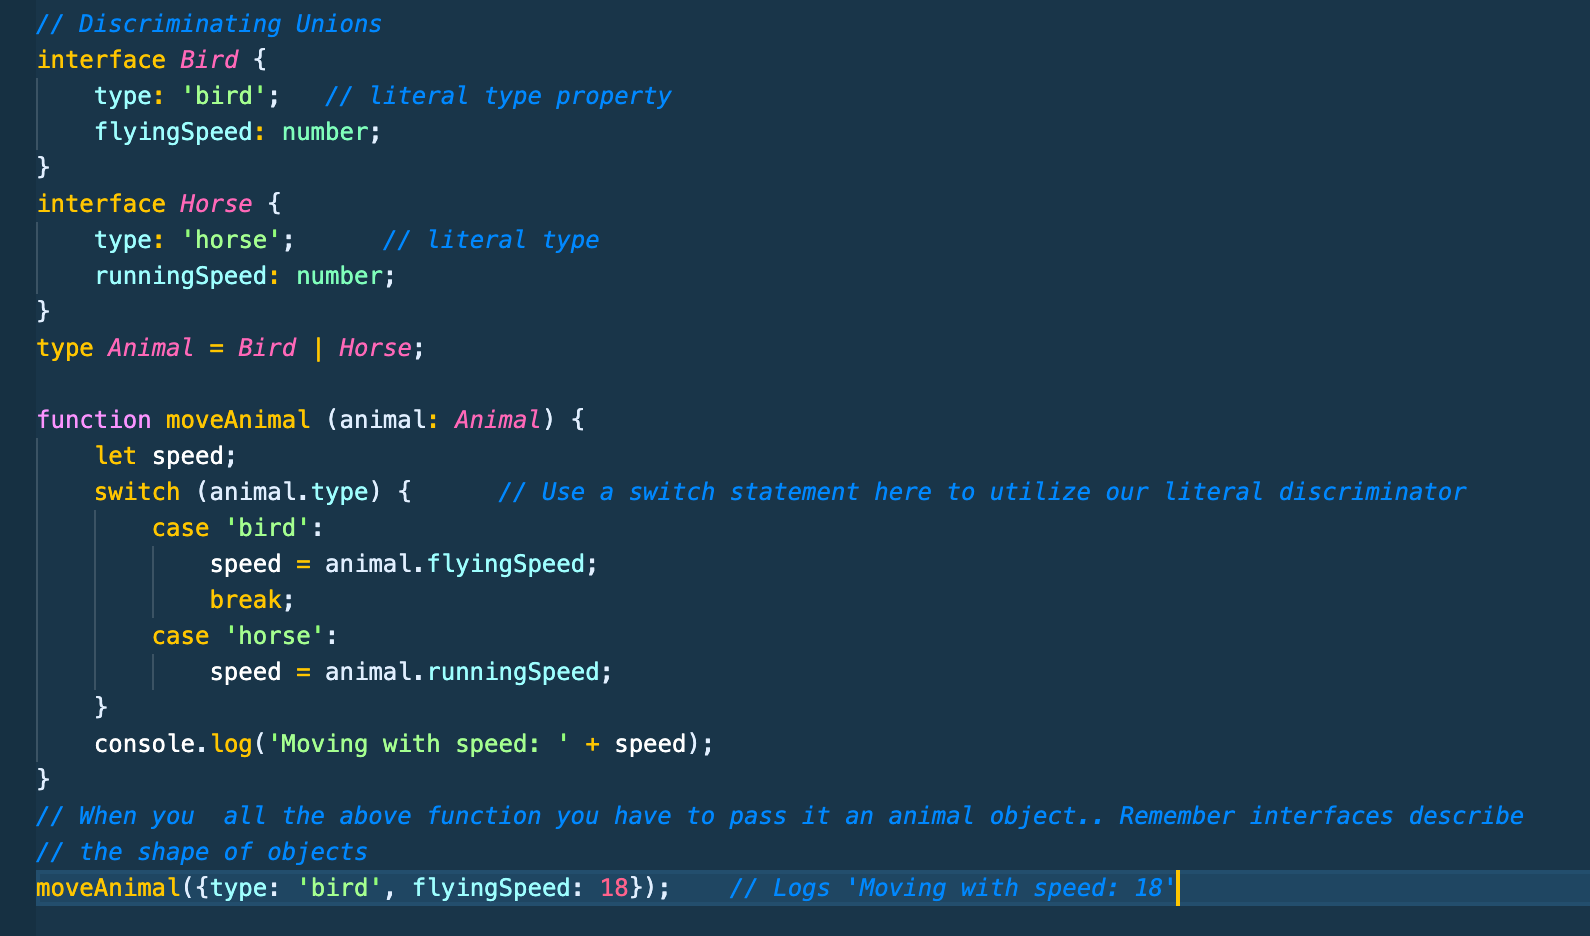 // Discriminating Unions
interface Bird {
    type: 'bird';   // literal type property
    flyingSpeed: number;
}
interface Horse {
    type: 'horse';      // literal type
    runningSpeed: number;
}
type Animal = Bird | Horse;

function moveAnimal (animal: Animal) {
    let speed;
    switch (animal.type) {      // Use a switch statement here to utilize our literal discriminator
        case 'bird':
            speed = animal.flyingSpeed;
            break;
        case 'horse':
            speed = animal.runningSpeed;
    }
    console.log('Moving with speed: ' + speed);
}
// When you  all the above function you have to pass it an animal object.. Remember interfaces describe
// the shape of objects
moveAnimal({type: 'bird', flyingSpeed: 18});    // Logs 'Moving with speed: 18'